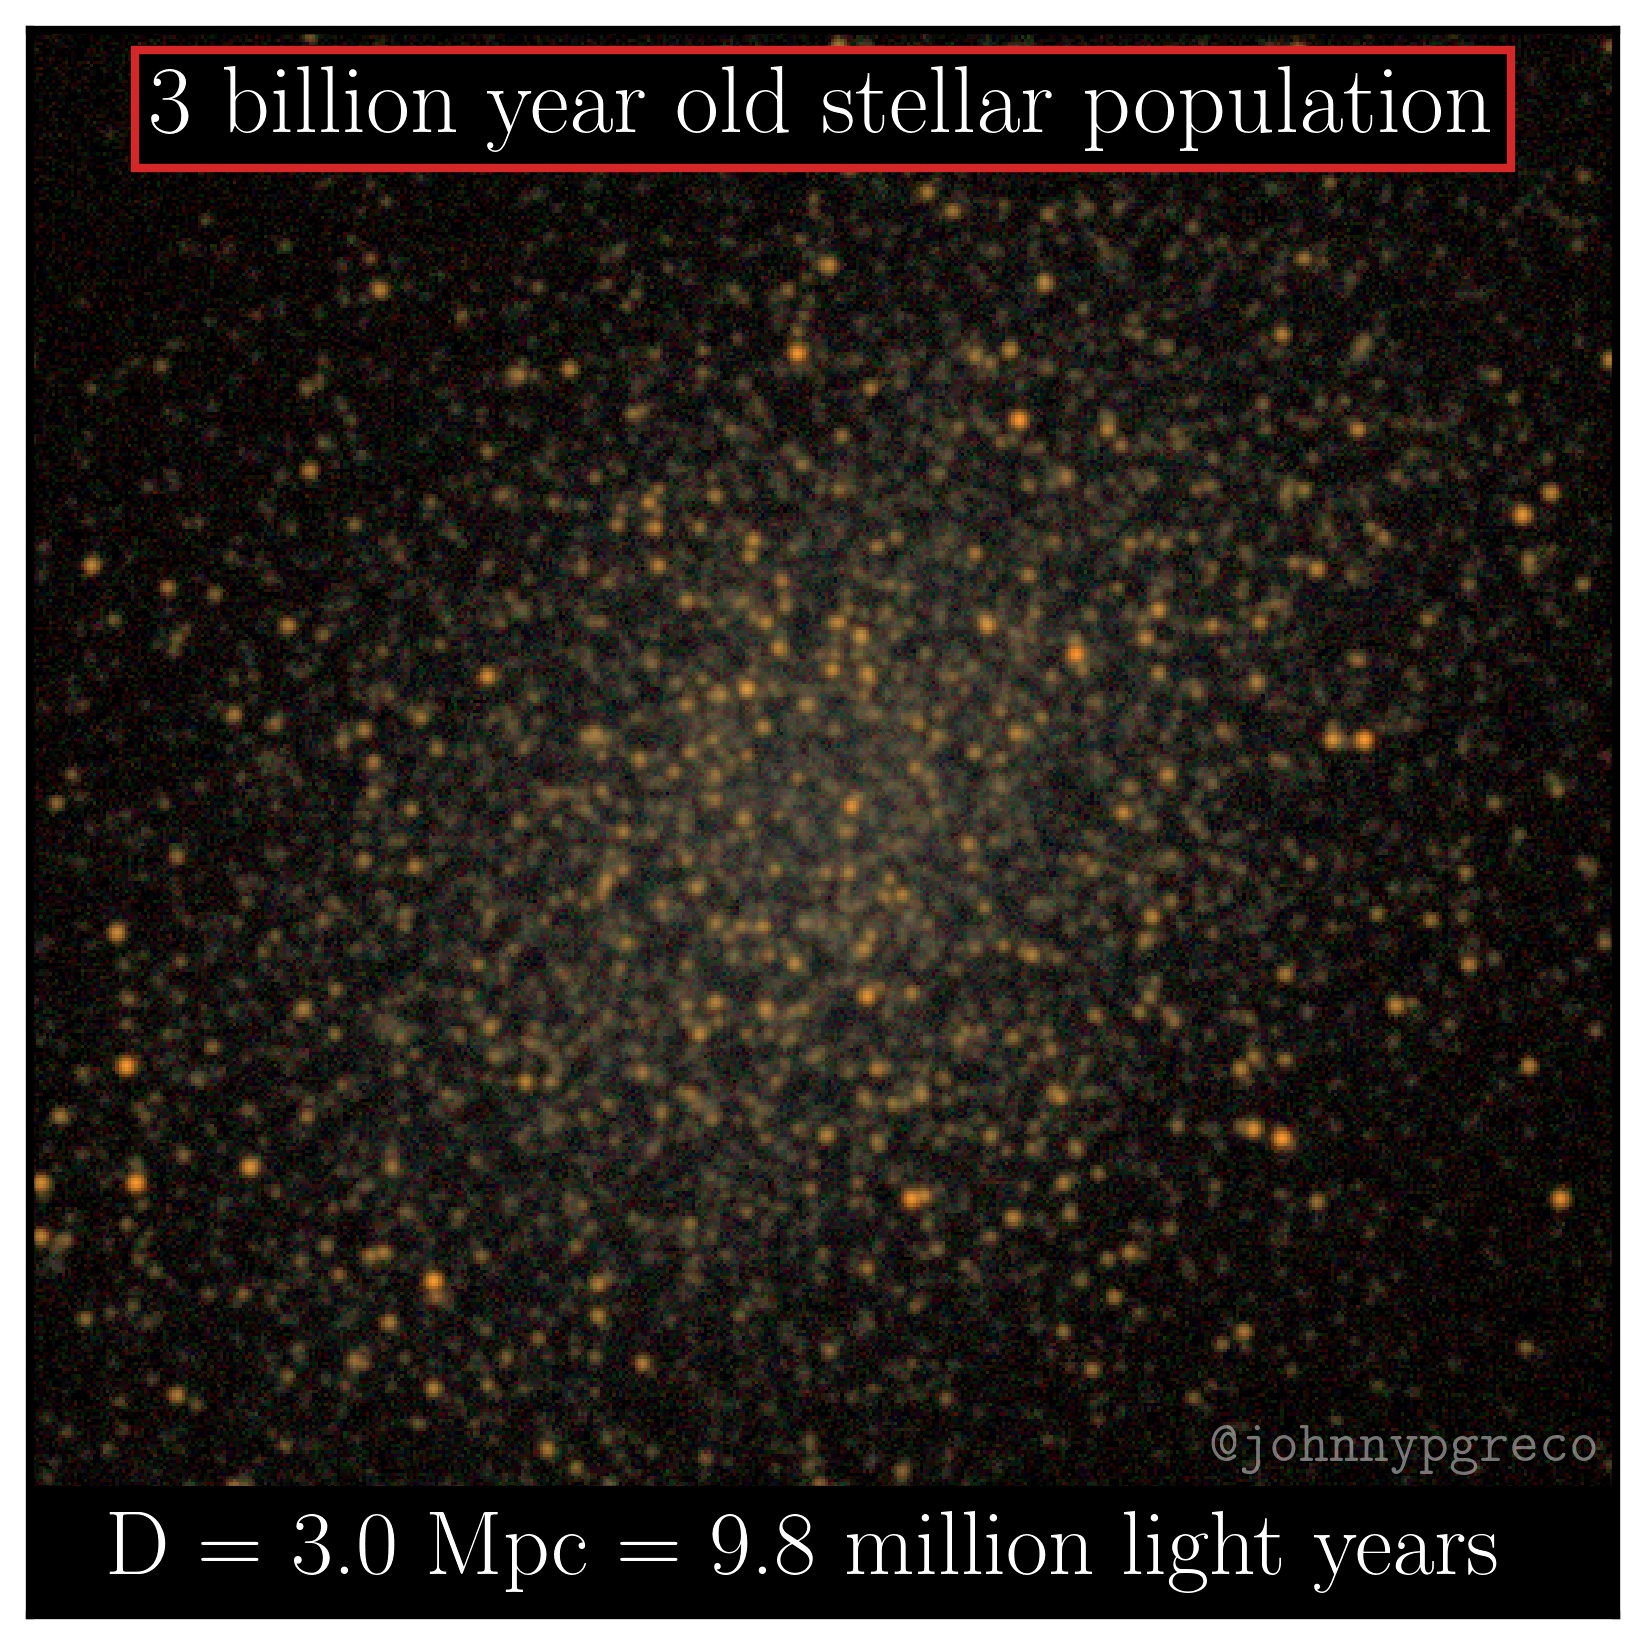 3 billion year old stellar population
@johnnypgreco
D = 3.0 Mpc = 9.8 million light years